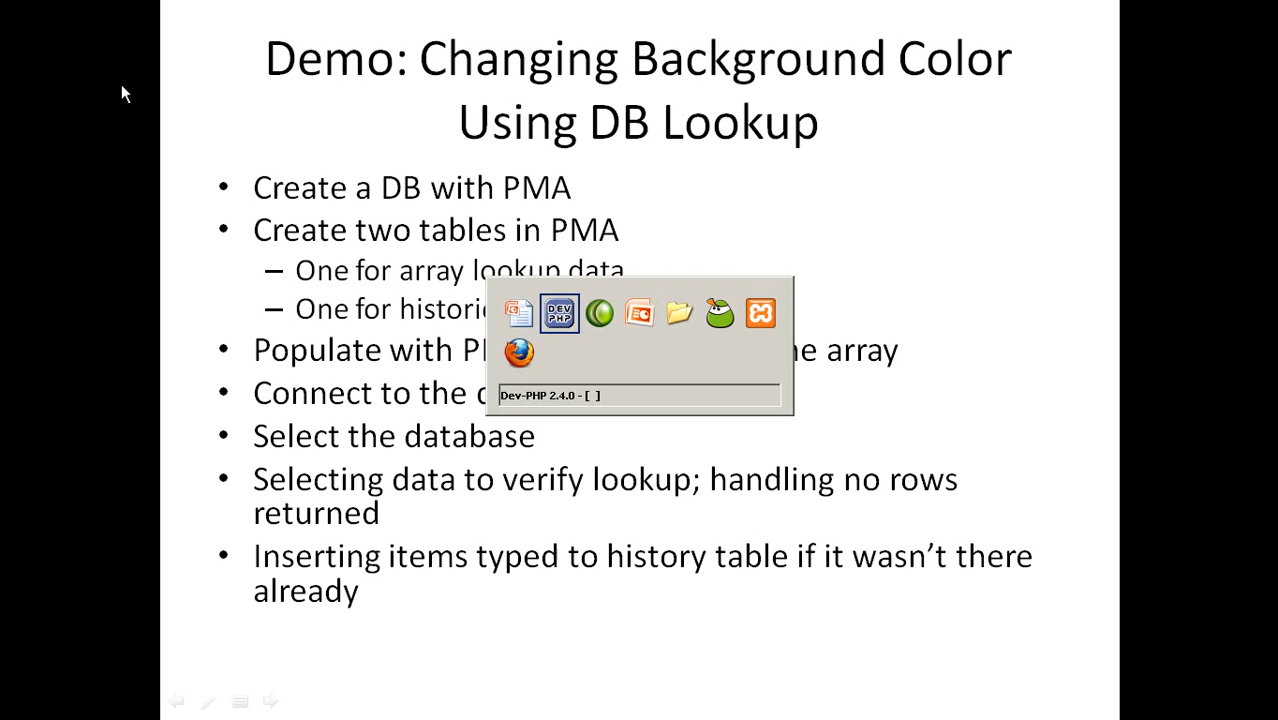 Demo: Changing Background Color
Using DB Lookup
• Create a DB with PMA
• Create two tables in PMA
– One for array lookup data
– One for
• Populate with array
• Connect to the
DEV
PHP
Dev-PHP 2.4.0 - [ ]
• Select the database
• Selecting data to verify lookup; handling no rows
returned
• Inserting items typed to history table if it wasn’t there
already